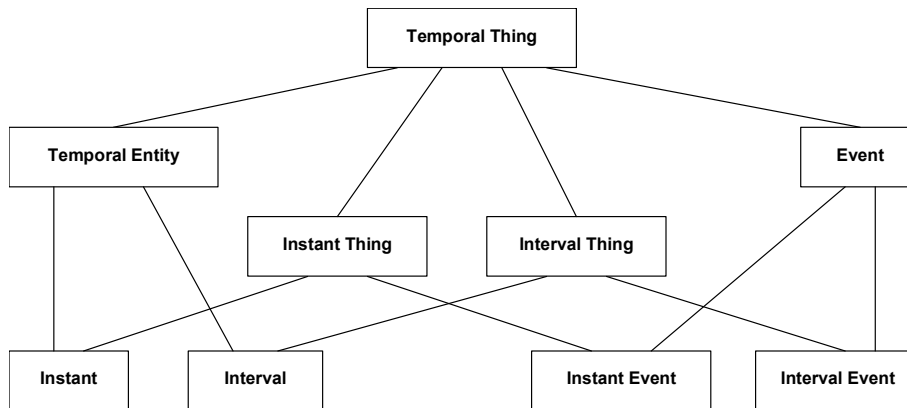 Temporal Thing
Temporal Entity
Event
Instant Thing
Interval Thing
Instant
Interval
Instant Event
Interval Event